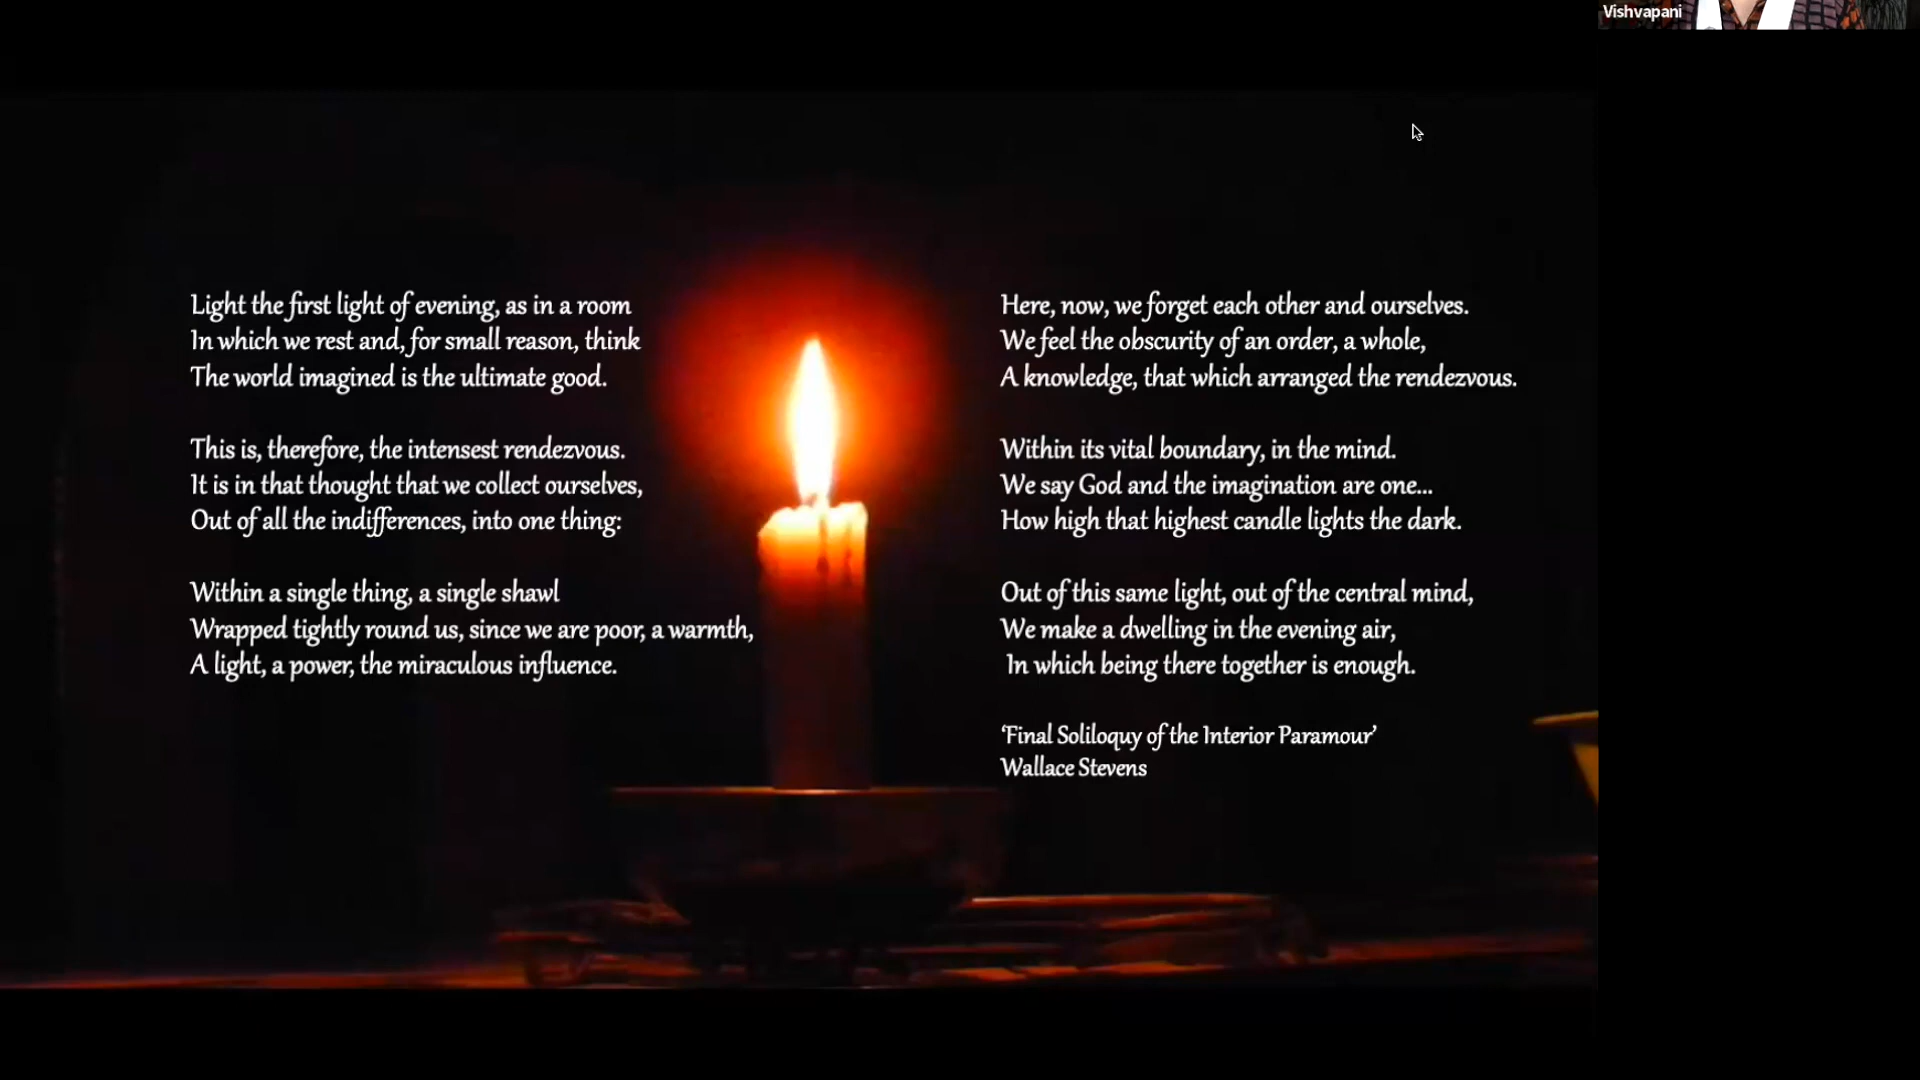 Vishvapani
Light the first light of evening, as in a room
In which we rest and, for small reason, think
The world imagined is the ultimate good.
This is, therefore, the intensest rendezvous.
It is in that thought that we collect ourselves,
Out of all the indifferences, into one thing:
Within a single thing, a single shawl
Wrapped tightly round us, since we are poor, a warmth,
A light, a power, the miraculous influence.
Here, now, we forget each other and ourselves.
We feel the obscurity of an order, a whole,
A knowledge, that which arranged the rendezvous.
Within its vital boundary, in the mind.
We say God and the imagination are one...
How high that highest candle lights the dark.
Out of this same light, out of the central mind,
We make a dwelling in the evening air,
In which being there together is enough.
‘Final Soliloquy of the Interior Paramour’
Wallace Stevens